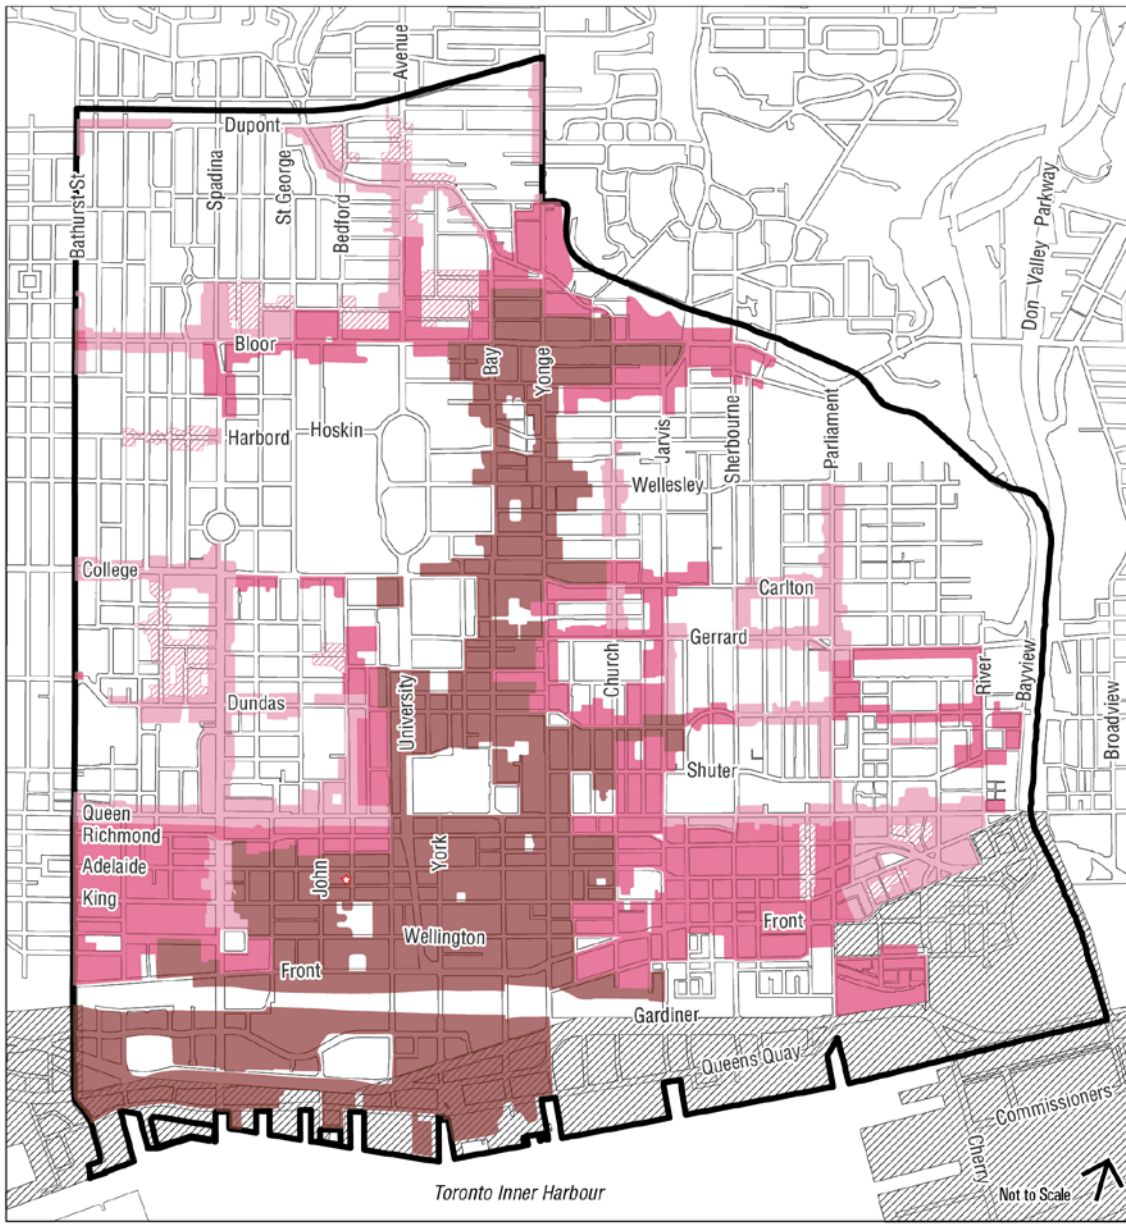 Avenue
Dupont
Spadina
St George
Bedford
Bathurst St
Don Valley Parkway
Bloor
Bay
Yonge
Harbord
Hoskin
Jarvis
Sherbourne
Parliament
Wellesley
College
Carlton
Gerrard
Church
River
Bayview
Broadview
Dundas
University
Shuter
Queen
Richmond
Adelaide
King
John
York
Front
Wellington
Front
Gardiner
Queens Quay
Commissioners
Cherry
Not to Scale
Toronto Inner Harbour